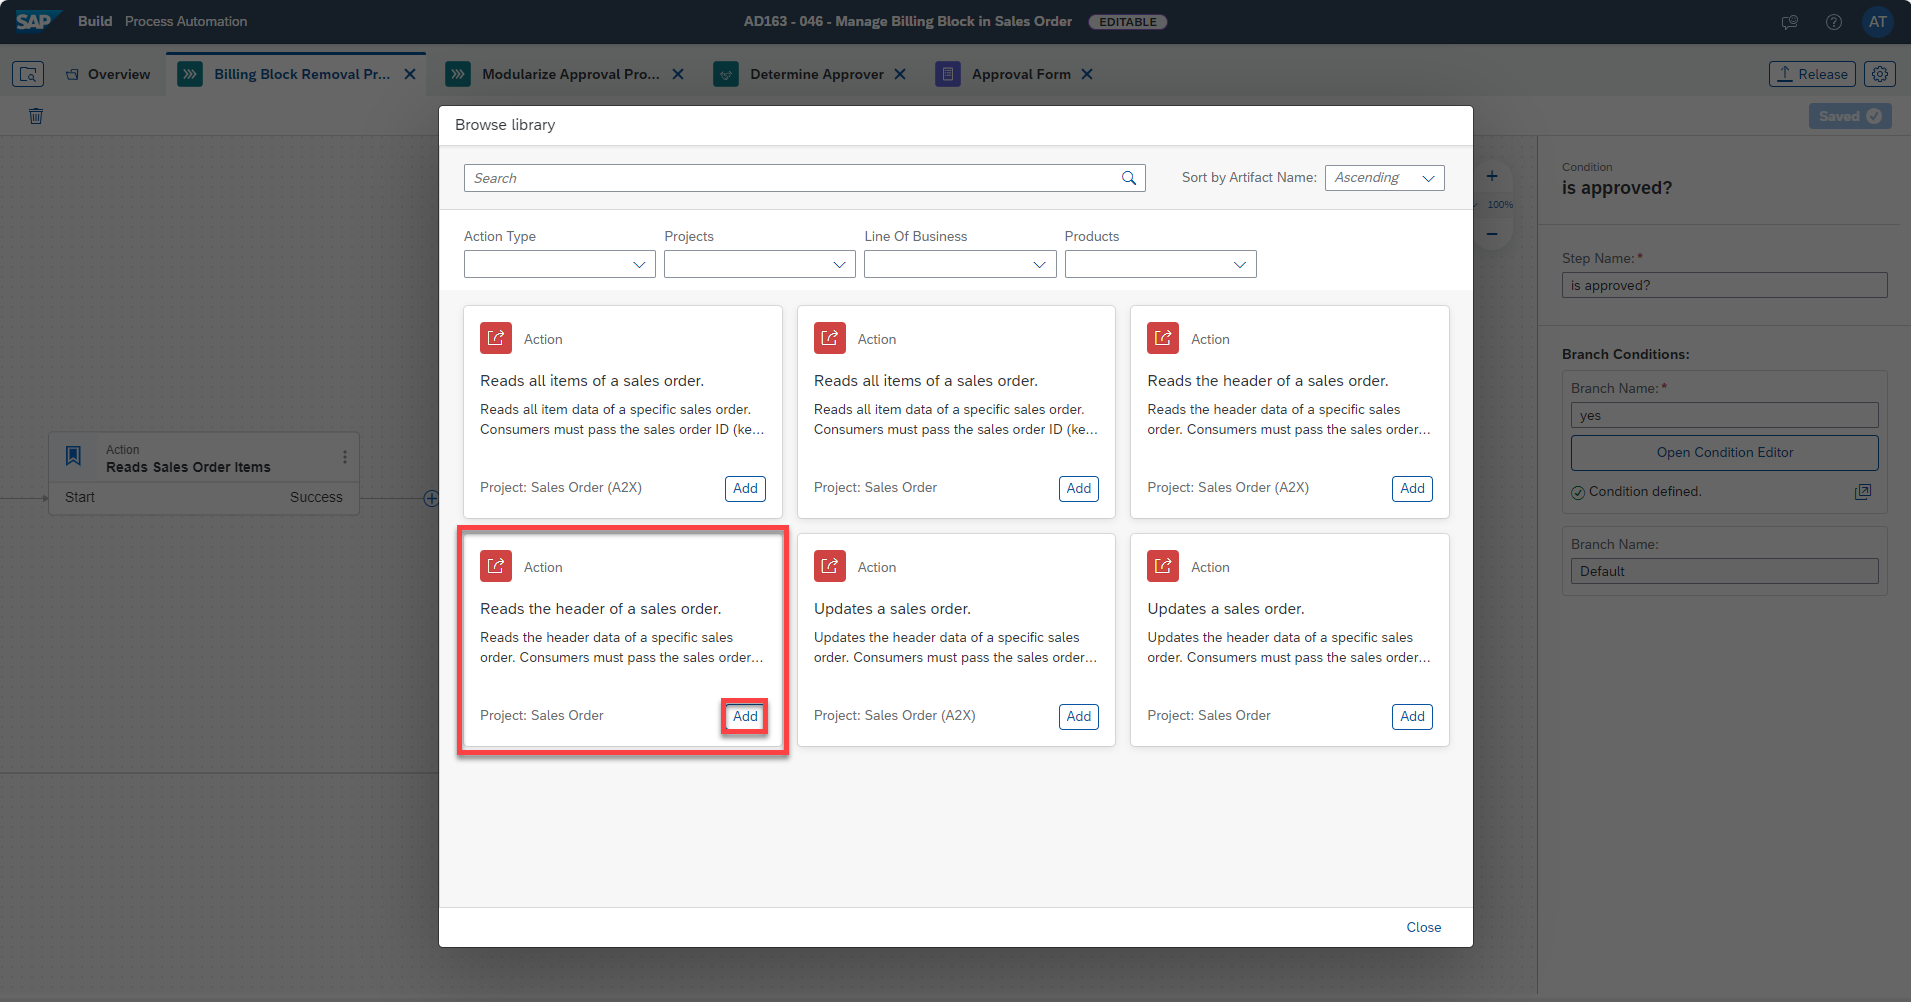 SAP Build Process Automation
AD163 - 046 - Manage Billing Block in Sales Order EDITABLE
AT
Overview
Billing Block Removal Pr...
Modularize Approval Pro...
Determine Approver
Approval Form
Release
Saved
Browse library
Search
Sort by Artifact Name: Ascending
Action Type
Projects
Line Of Business
Products
Action
Reads all items of a sales order.
Reads all item data of a specific sales order.
Consumers must pass the sales order ID (ke...
Project: Sales Order (A2X)
Add
Action
Reads all items of a sales order.
Reads all item data of a specific sales order.
Consumers must pass the sales order ID (ke...
Project: Sales Order
Add
Action
Reads the header of a sales order.
Reads the header data of a specific sales
order. Consumers must pass the sales order...
Project: Sales Order (A2X)
Add
Action
Reads the header of a sales order.
Reads the header data of a specific sales
order. Consumers must pass the sales order...
Project: Sales Order
Add
Action
Updates a sales order.
Updates the header data of a specific sales
order. Consumers must pass the sales order...
Project: Sales Order (A2X)
Add
Action
Updates a sales order.
Updates the header data of a specific sales
order. Consumers must pass the sales order...
Project: Sales Order
Add
Close
Action
Reads Sales Order Items
Start
Success
100%
Condition
is approved?
Step Name: *
is approved?
Branch Conditions:
Branch Name: *
yes
Open Condition Editor
Condition defined.
Branch Name:
Default